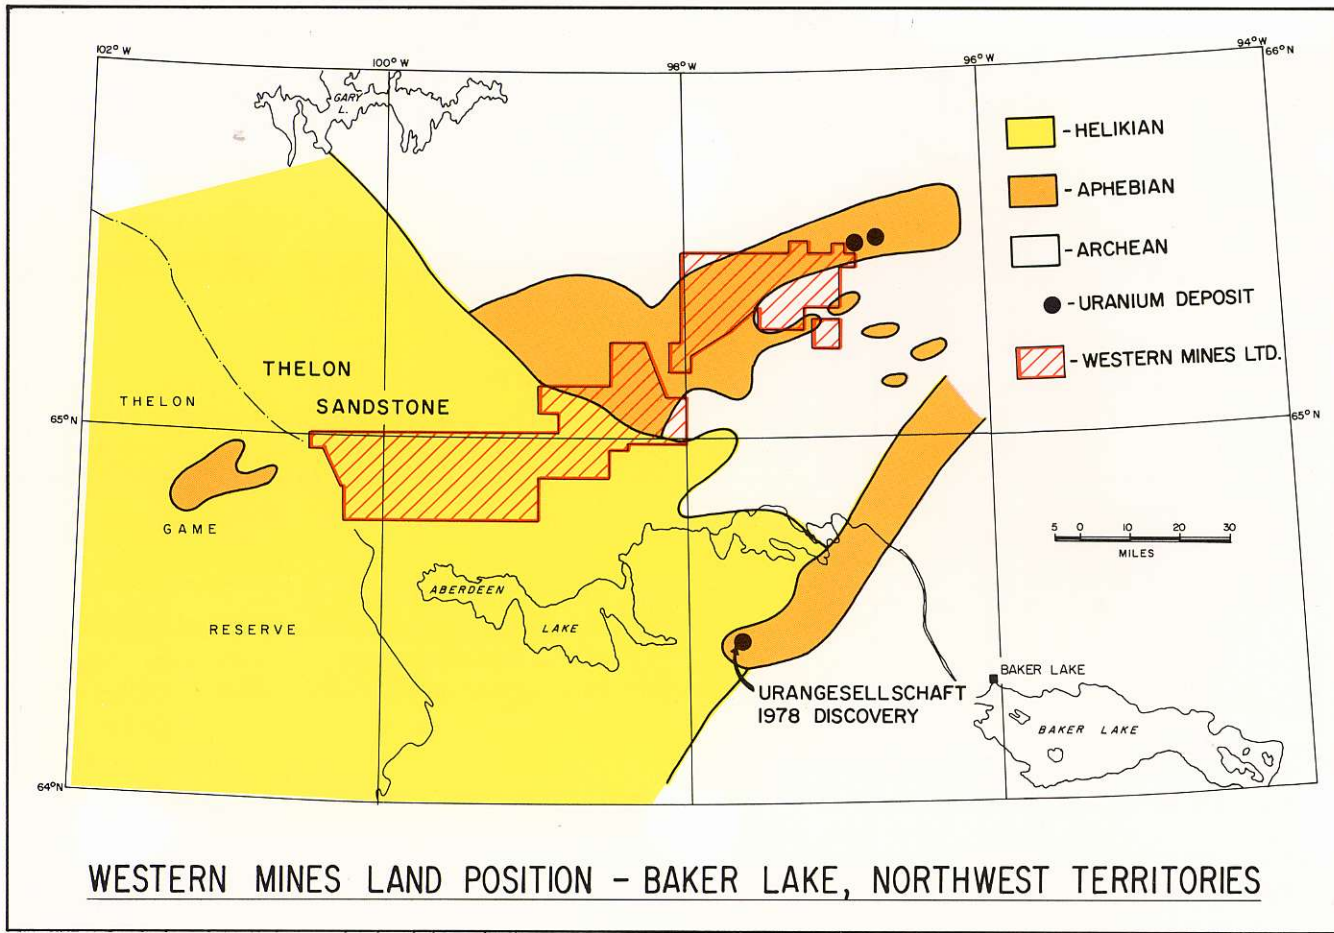 102° W
100° W
98° W
96° W
94° W
66° N
GARY
L.
- HELIKIAN
- APHEBIAN
- ARCHEAN
- URANIUM DEPOSIT
- WESTERN MINES LTD.
THELON
SANDSTONE
THELON
65° N
65° N
GAME
5 0 10 20 30
MILES
ABERDEEN
LAKE
RESERVE
URANGESELLSCHAFT
1978 DISCOVERY
BAKER LAKE
BAKER LAKE
64° N
WESTERN MINES LAND POSITION - BAKER LAKE, NORTHWEST TERRITORIES